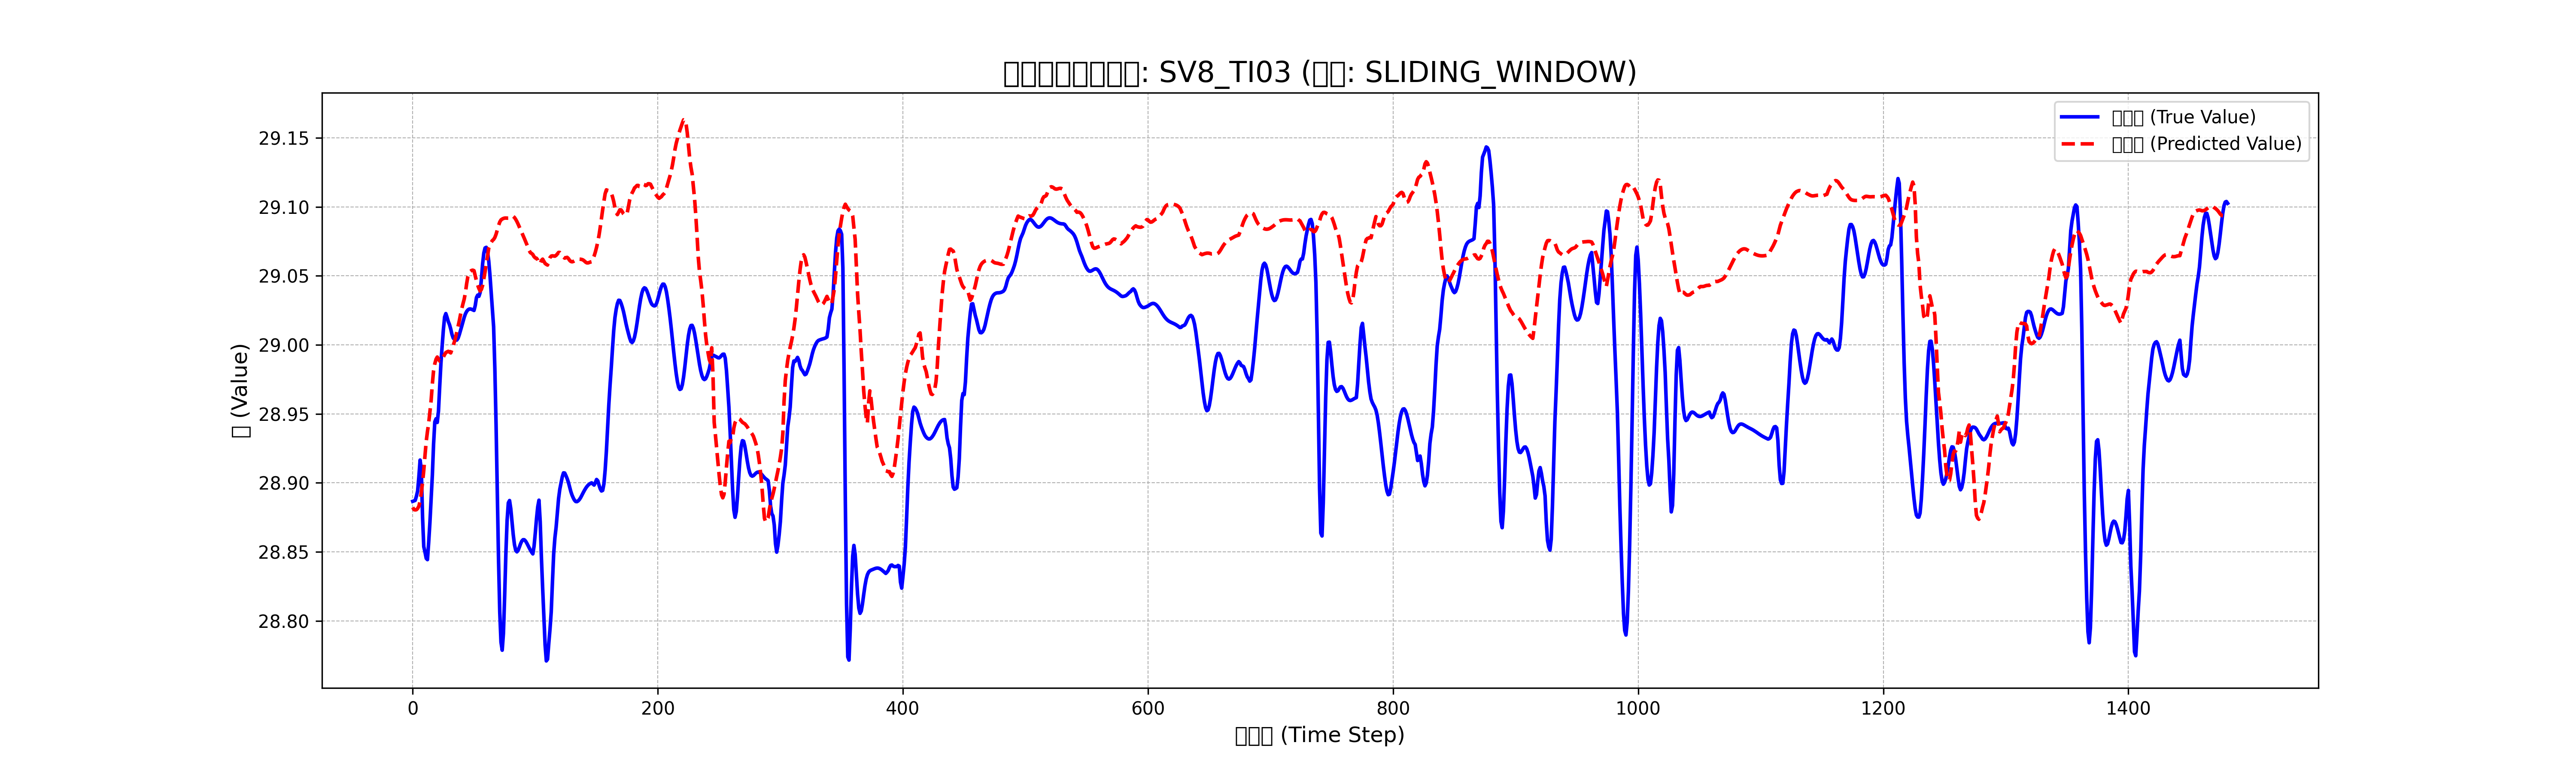 SV8_TI03 (: SLIDING_WINDOW)
(True Value)
(Predicted Value)
(Value)
29.15
29.10
29.05
29.00
28.95
28.90
28.85
28.80
0 200 400 600 800 1000 1200 1400
(Time Step)